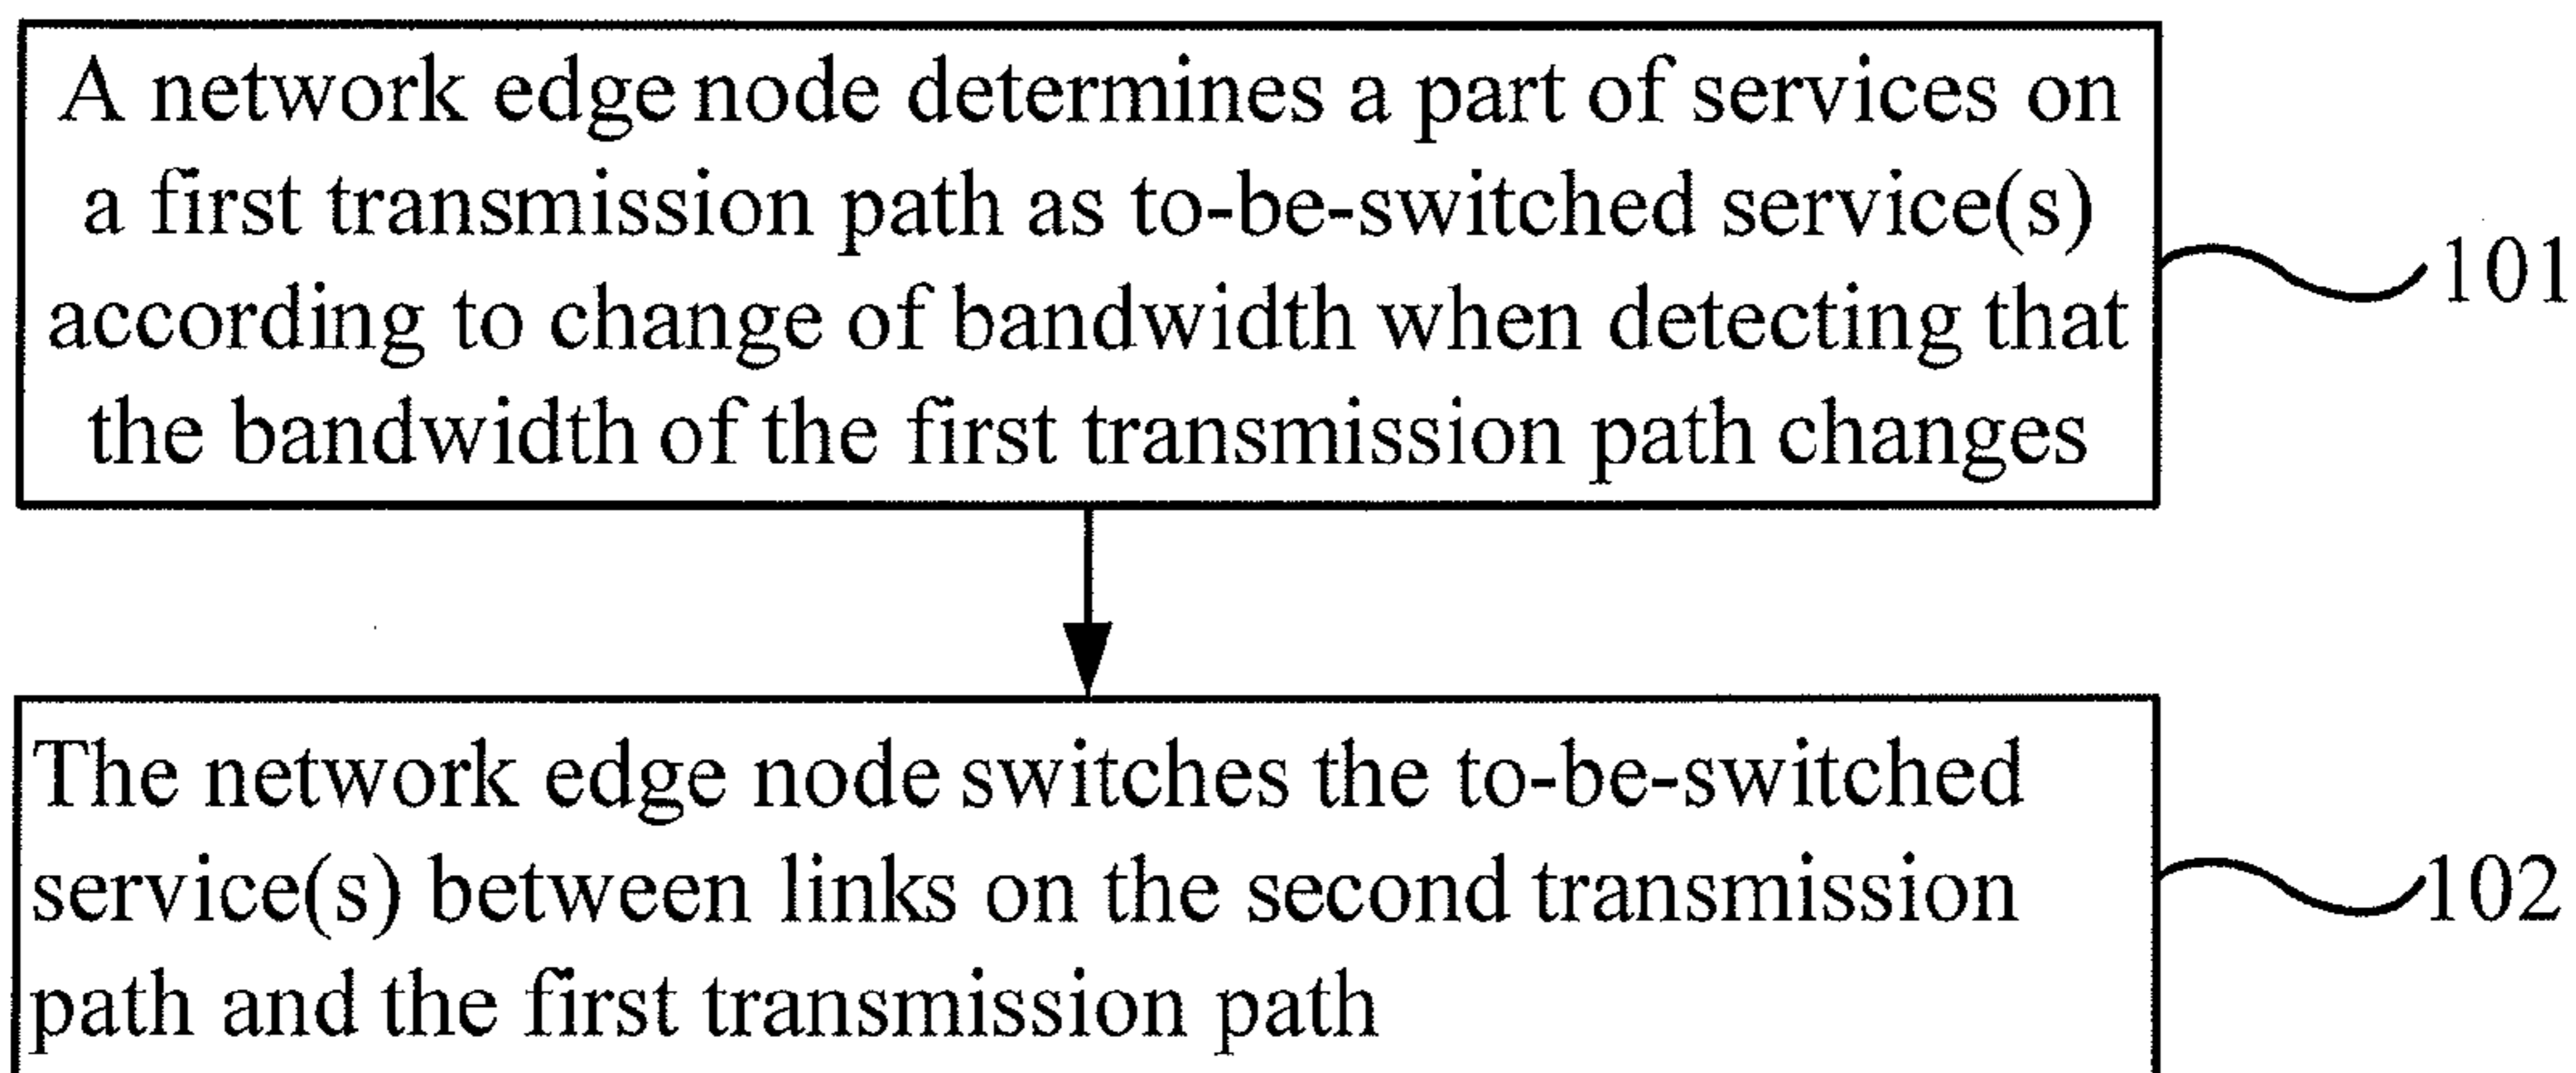 A network edge node determines a part of services on
a first transmission path as to-be-switched service(s)
according to change of bandwidth when detecting that
the bandwidth of the first transmission path changes
101
The network edge node switches the to-be-switched
service(s) between links on the second transmission
path and the first transmission path
102